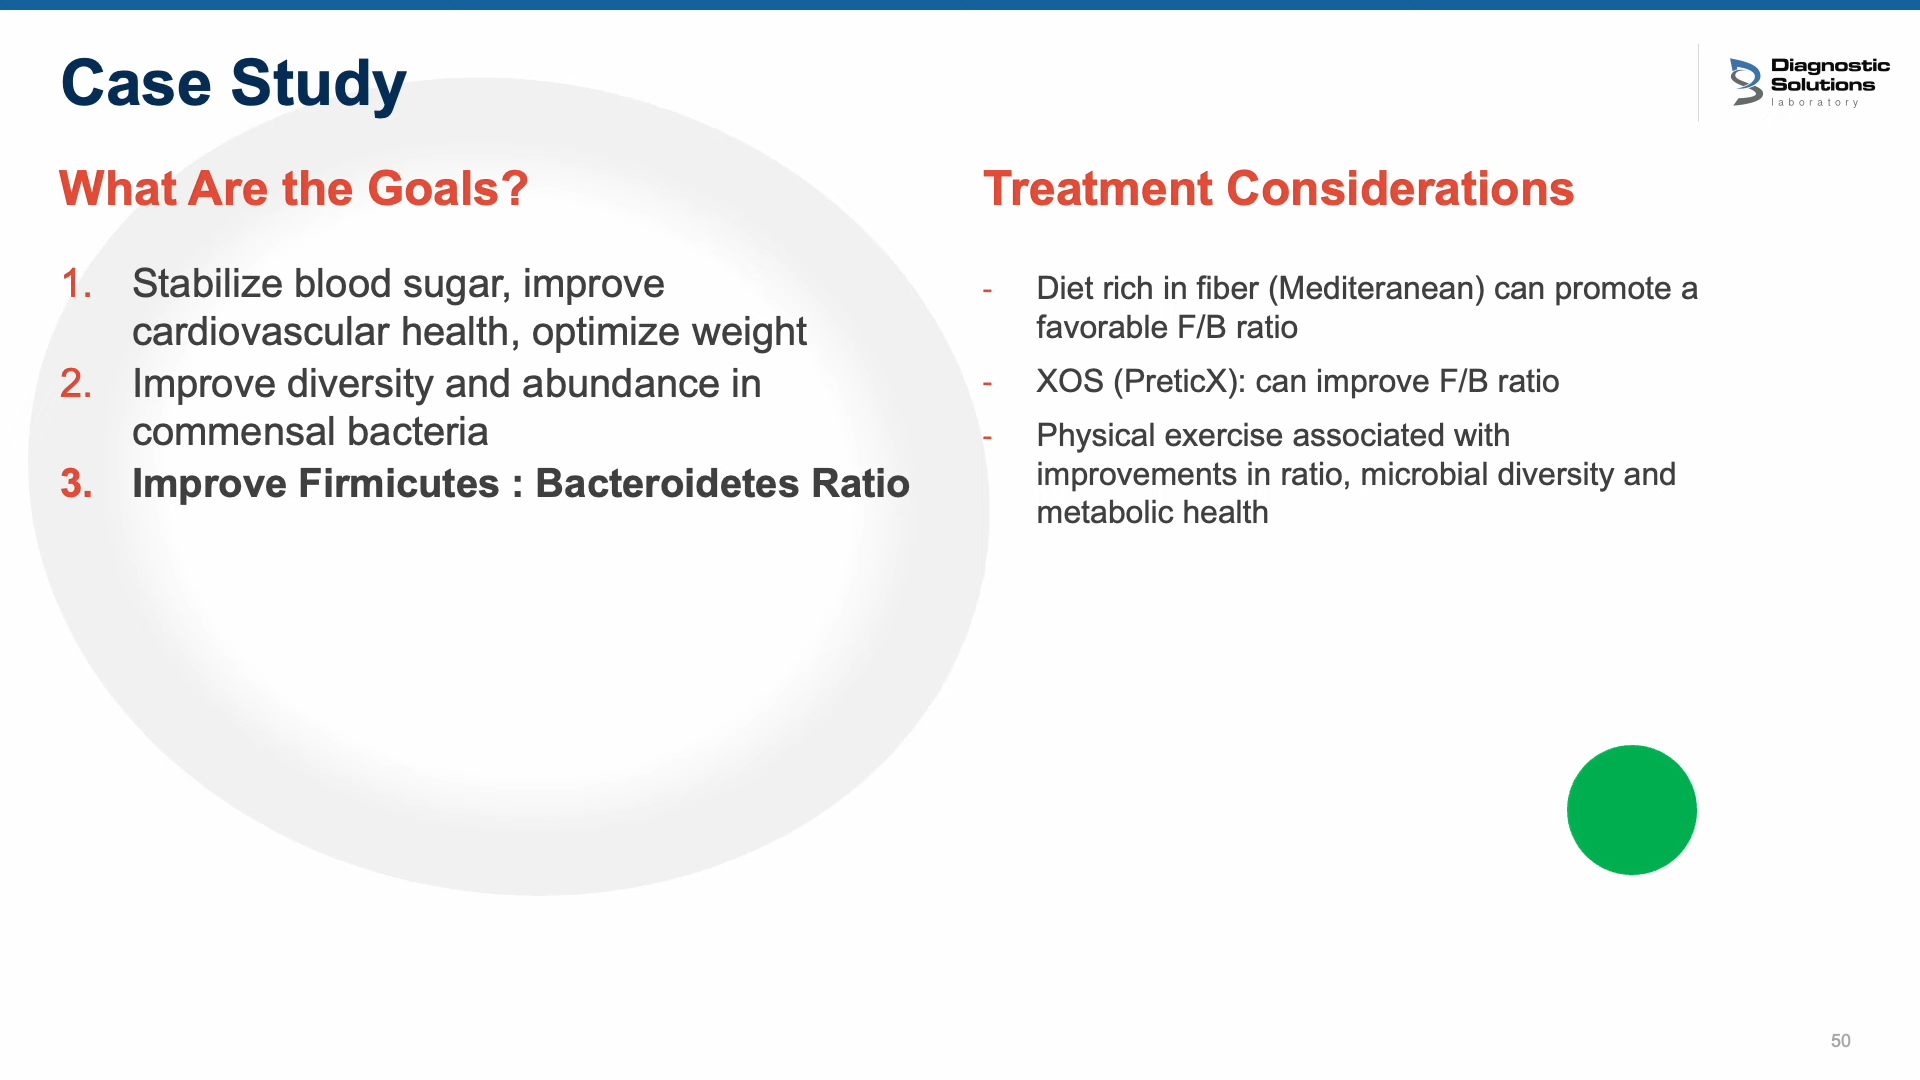 Case Study
Diagnostic
Solutions
laboratory
What Are the Goals?
1. Stabilize blood sugar, improve
cardiovascular health, optimize weight
2. Improve diversity and abundance in
commensal bacteria
3. Improve Firmicutes : Bacteroidetes Ratio
Treatment Considerations
- Diet rich in fiber (Mediteranean) can promote a
favorable F/B ratio
- XOS (PreticX): can improve F/B ratio
- Physical exercise associated with
improvements in ratio, microbial diversity and
metabolic health
50